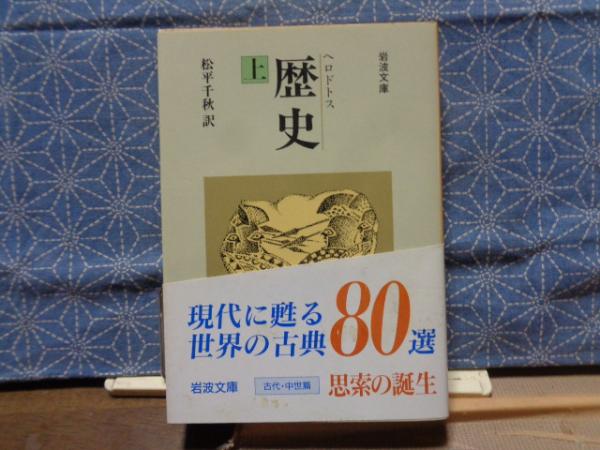 岩波文庫
ヘロドトス
歴史
上
松平千秋訳
現代に甦る
世界の古典
80選
岩波文庫
古代・中世篇
思索の誕生